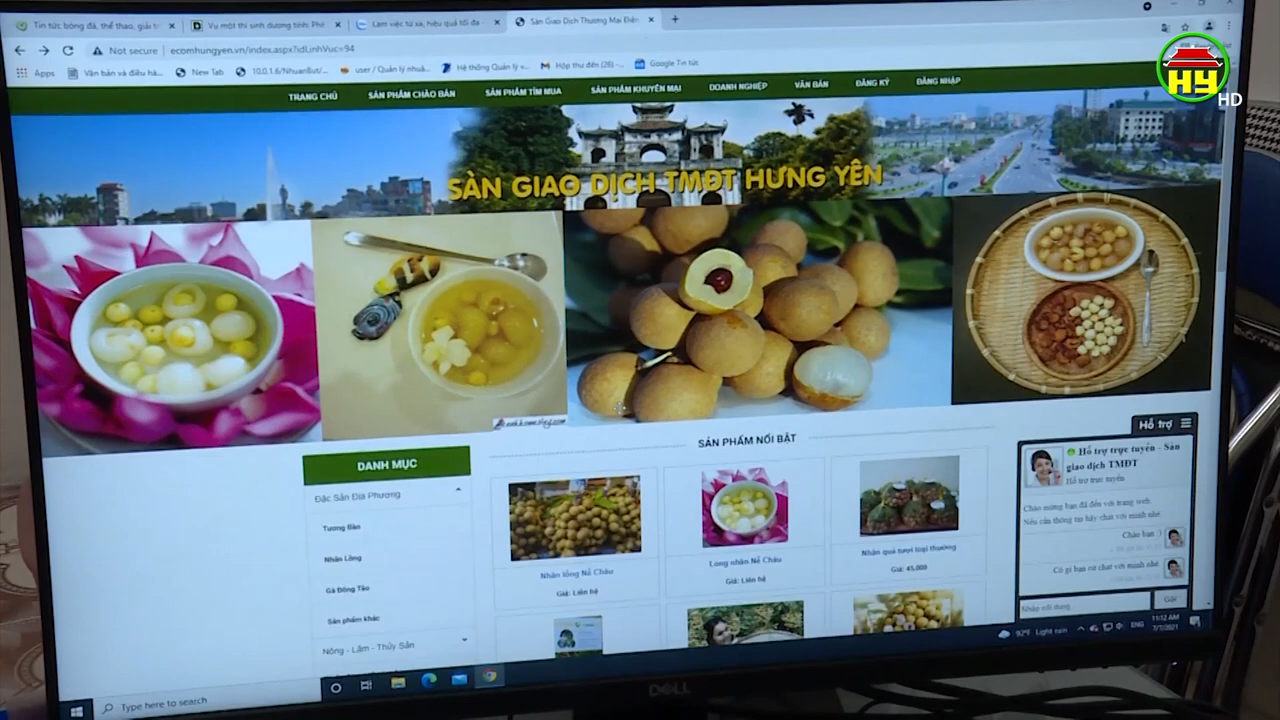 Tin tức bóng đá, thể thao, giải t
Vụ một thí sinh dương tính: Phê
Làm việc từ xa, hiệu quả tối đa
Sàn Giao Dịch Thương Mại Điện
Not secure
ecomhungyen.vn/index.aspx?idLinhVuc=94
Apps
Văn bản và điều hà...
New Tab
10.0.1.6/NhuanBut/...
user / Quản lý nhuậ...
Hệ thống Quản lý v...
Hộp thư đến (26) -...
Google Tin tức
HY
HD
TRANG CHỦ
SẢN PHẨM CHÀO BÁN
SẢN PHẨM TÌM MUA
SẢN PHẨM KHUYẾN MẠI
DOANH NGHIỆP
VĂN BẢN
ĐĂNG KÝ
ĐĂNG NHẬP
SÀN GIAO DỊCH TMĐT HƯNG YÊN
DANH MỤC
Đặc Sản Địa Phương
Tương Bần
Nhãn Lồng
Gà Đông Tảo
Sản phẩm khác
Nông - Lâm - Thủy Sản
SẢN PHẨM NỔI BẬT
Nhãn lồng Nễ Châu
Giá: Liên hệ
Long nhãn Nễ Châu
Giá: Liên hệ
Nhãn quả tươi loại thường
Giá: 45,000
Hỗ trợ
Hỗ trợ trực tuyến - Sàn
giao dịch TMĐT
Hỗ trợ trực tuyến
Chào mừng bạn đã đến với trang web.
Nếu cần thông tin hãy chat với mình nhé
Chào bạn :)
Có gì bạn cứ chat với mình nhé
Nhập nội dung
Gửi
Type here to search
92°F Light rain
ENG
11:12 AM
7/7/2021
DELL